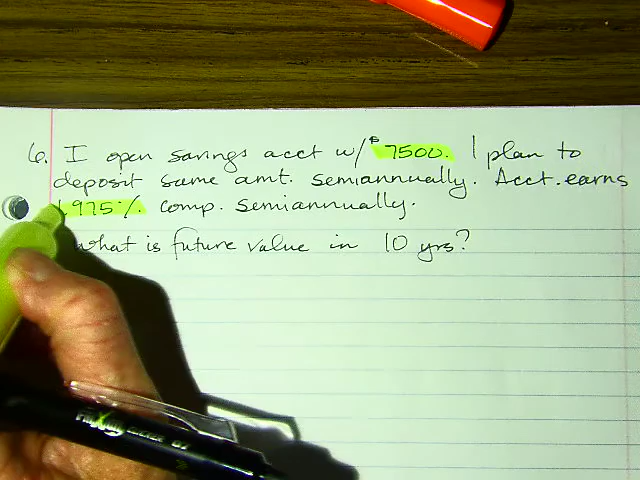 6. I open savings acct w/ $7500. I plan to
deposit same amt. semiannually. Acct. earns
.975% comp. semiannually.
what is future value in 10 yrs?